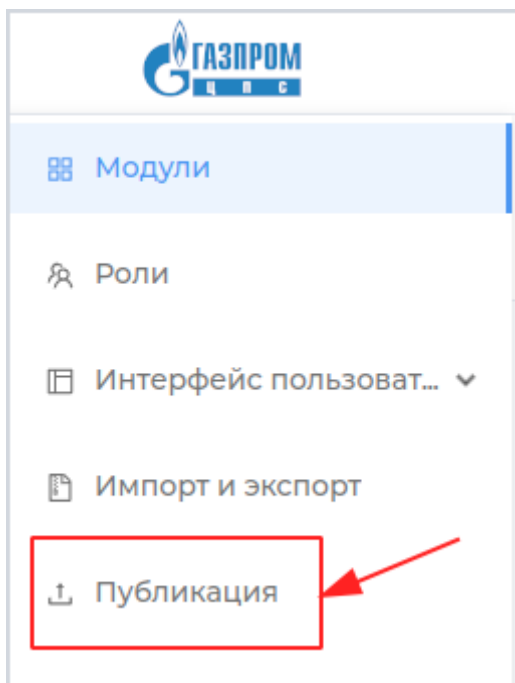 ГАЗПРОМ
ЦПС
Модули
Роли
Интерфейс пользоват...
Импорт и экспорт
Публикация